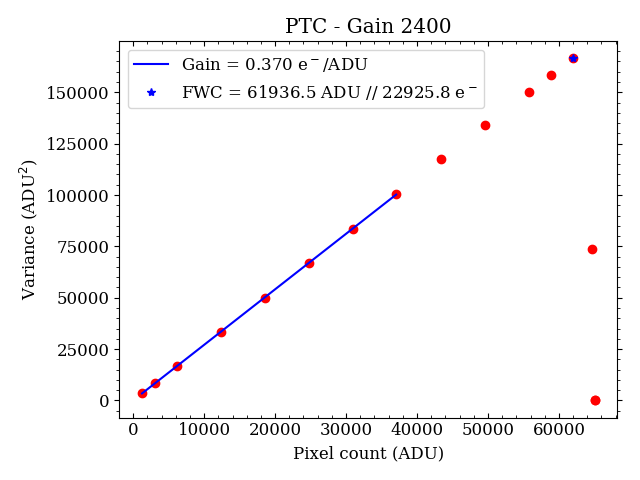 PTC - Gain 2400
Gain = 0.370 e⁻/ADU
FWC = 61936.5 ADU // 22925.8 e⁻
Variance (ADU²)
150000
125000
100000
75000
50000
25000
0
0 10000 20000 30000 40000 50000 60000
Pixel count (ADU)